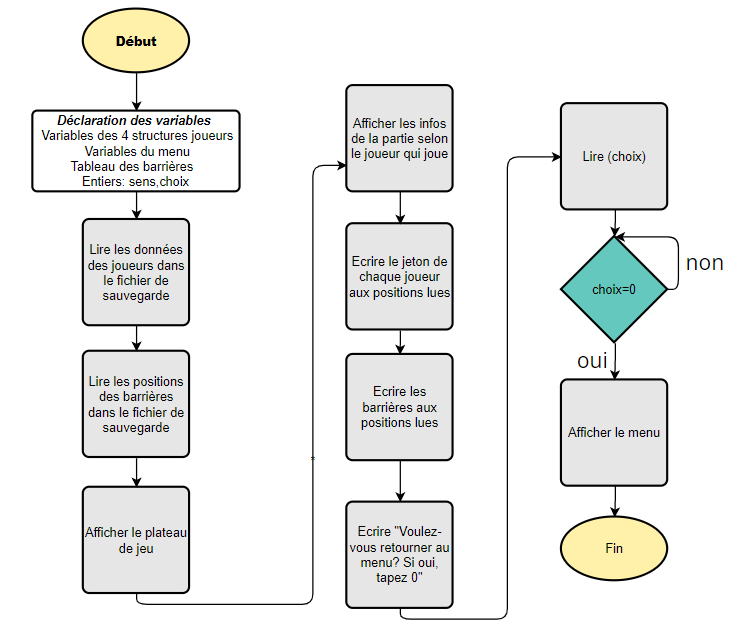 Début
Déclaration des variables
Variables des 4 structures joueurs
Variables du menu
Tableau des barrières
Entiers: sens,choix
Lire les données
des joueurs dans
le fichier de
sauvegarde
Lire les positions
des barrières
dans le fichier de
sauvegarde
Afficher le plateau
de jeu
*
Afficher les infos
de la partie selon
le joueur qui joue
Ecrire le jeton de
chaque joueur
aux positions lues
Ecrire les
barrières aux
positions lues
Ecrire "Voulez-
vous retourner au
menu? Si oui,
tapez 0"
Lire (choix)
choix=0
non
oui
Afficher le menu
Fin